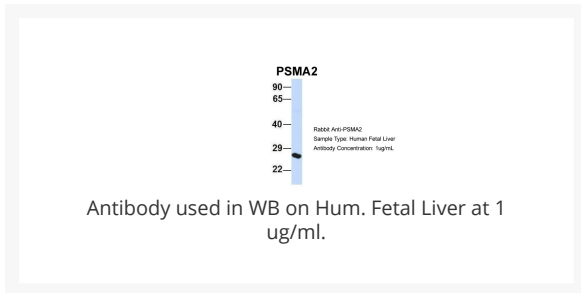 PSMA2
90—
65—
40—
Rabbit Anti-PSMA2
Sample Type: Human Fetal Liver
29—
Antibody Concentration: 1ug/mL
22—
Antibody used in WB on Hum. Fetal Liver at 1
ug/ml.